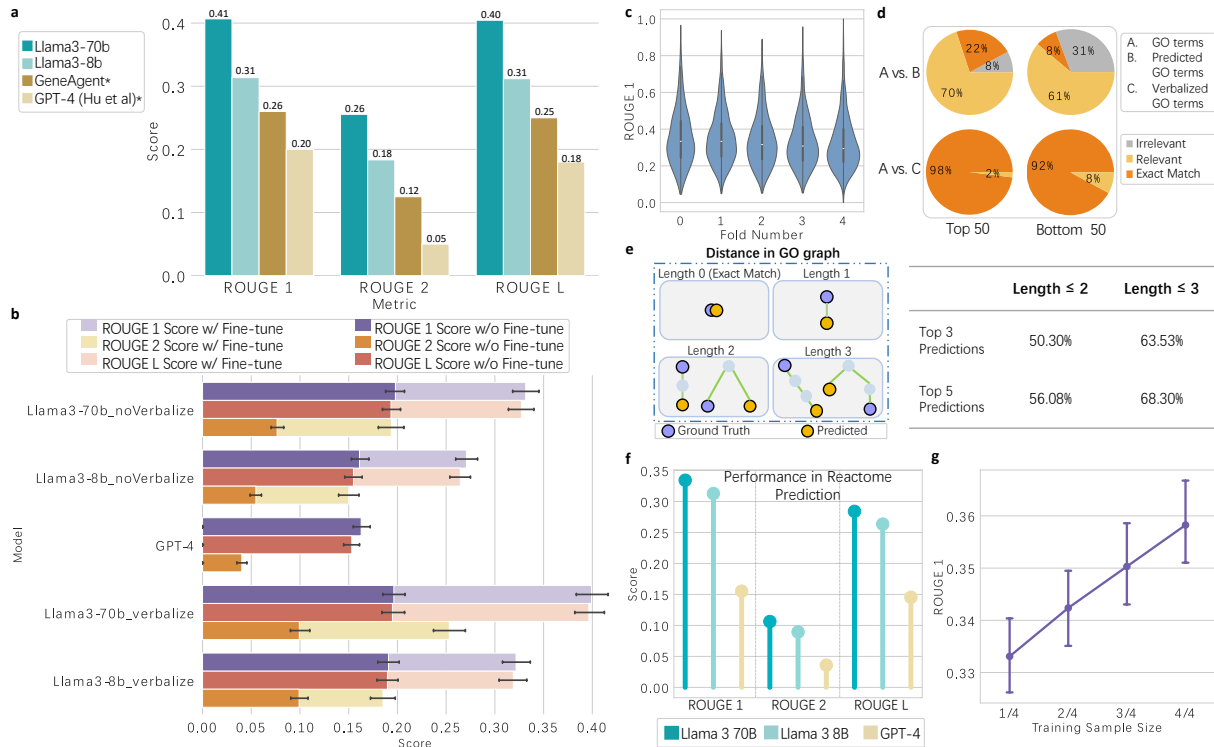 a
Llama3-70b
Llama3-8b
GeneAgent*
GPT-4 (Hu et al)*
Score
0.4
0.3
0.2
0.1
0.0
0.41
0.31
0.26
0.20
0.26
0.18
0.12
0.05
0.40
0.31
0.25
0.18
ROUGE 1
ROUGE 2
ROUGE L
Metric
b
ROUGE 1 Score w/ Fine-tune
ROUGE 2 Score w/ Fine-tune
ROUGE L Score w/ Fine-tune
ROUGE 1 Score w/o Fine-tune
ROUGE 2 Score w/o Fine-tune
ROUGE L Score w/o Fine-tune
Model
Llama3-70b_noVerbalize
Llama3-8b_noVerbalize
GPT-4
Llama3-70b_verbalize
Llama3-8b_verbalize
0.00
0.05
0.10
0.15
0.20
0.25
0.30
0.35
0.40
Score
c
ROUGE 1
1.0
0.8
0.6
0.4
0.2
0.0
0
1
2
3
4
Fold Number
d
A vs. B
22%
8%
70%
8%
31%
61%
A vs. C
98%
2%
92%
8%
Top 50
Bottom 50
A. GO terms
B. Predicted
GO terms
C. Verbalized
GO terms
Irrelevant
Relevant
Exact Match
e
Distance in GO graph
Length 0 (Exact Match)
Length 1
Length 2
Length 3
Ground Truth
Predicted
Length ≤ 2
Length ≤ 3
Top 3
Predictions
50.30%
63.53%
Top 5
Predictions
56.08%
68.30%
f
Performance in Reactome
Prediction
Score
0.35
0.30
0.25
0.20
0.15
0.10
0.05
0.00
ROUGE 1
ROUGE 2
ROUGE L
Llama 3 70B
Llama 3 8B
GPT-4
g
ROUGE 1
0.36
0.35
0.34
0.33
1/4
2/4
3/4
4/4
Training Sample Size